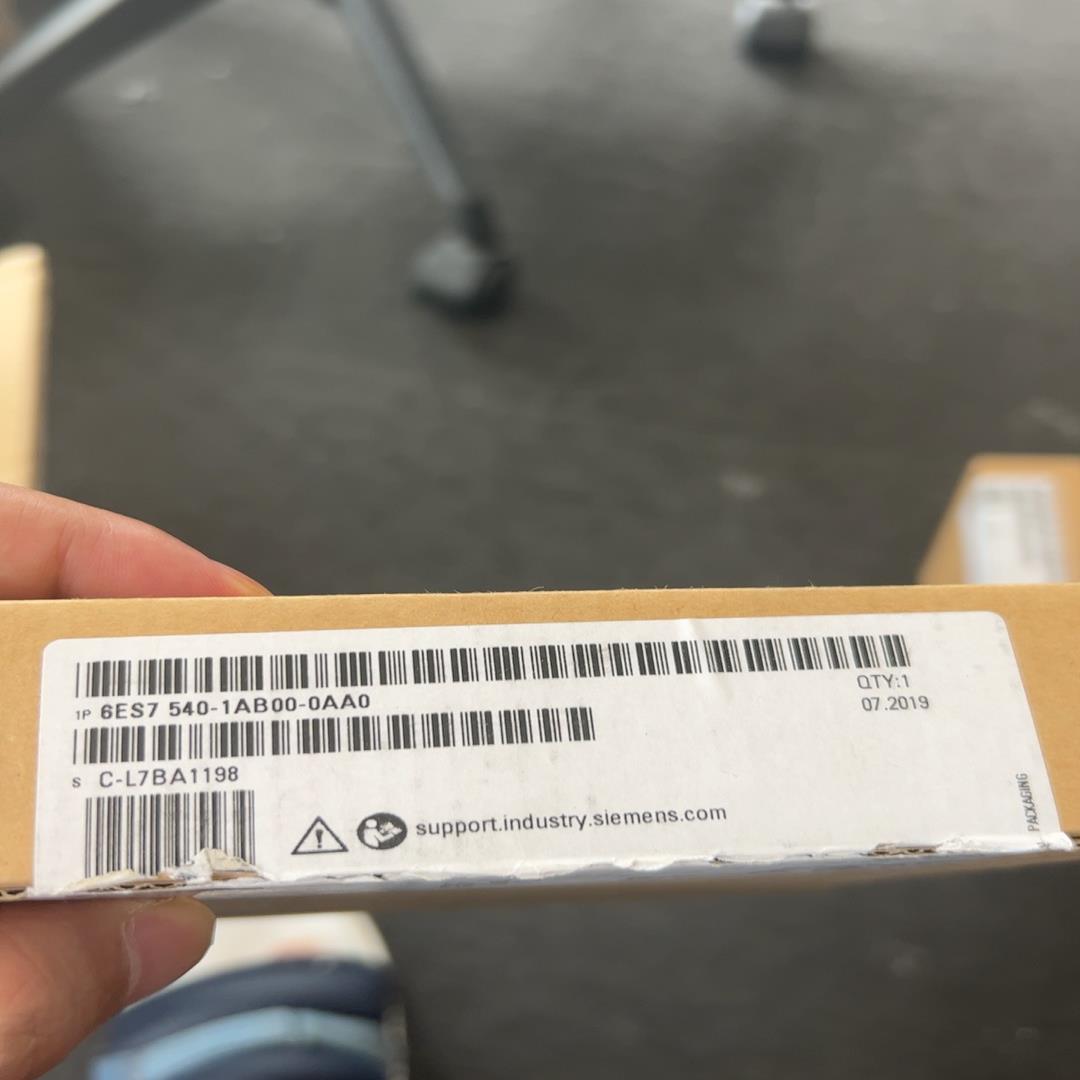 1P 6ES7 540-1AB00-0AA0
QTY:1
07.2019
S C-L7BA1198
support.industry.siemens.com
PACKAGING